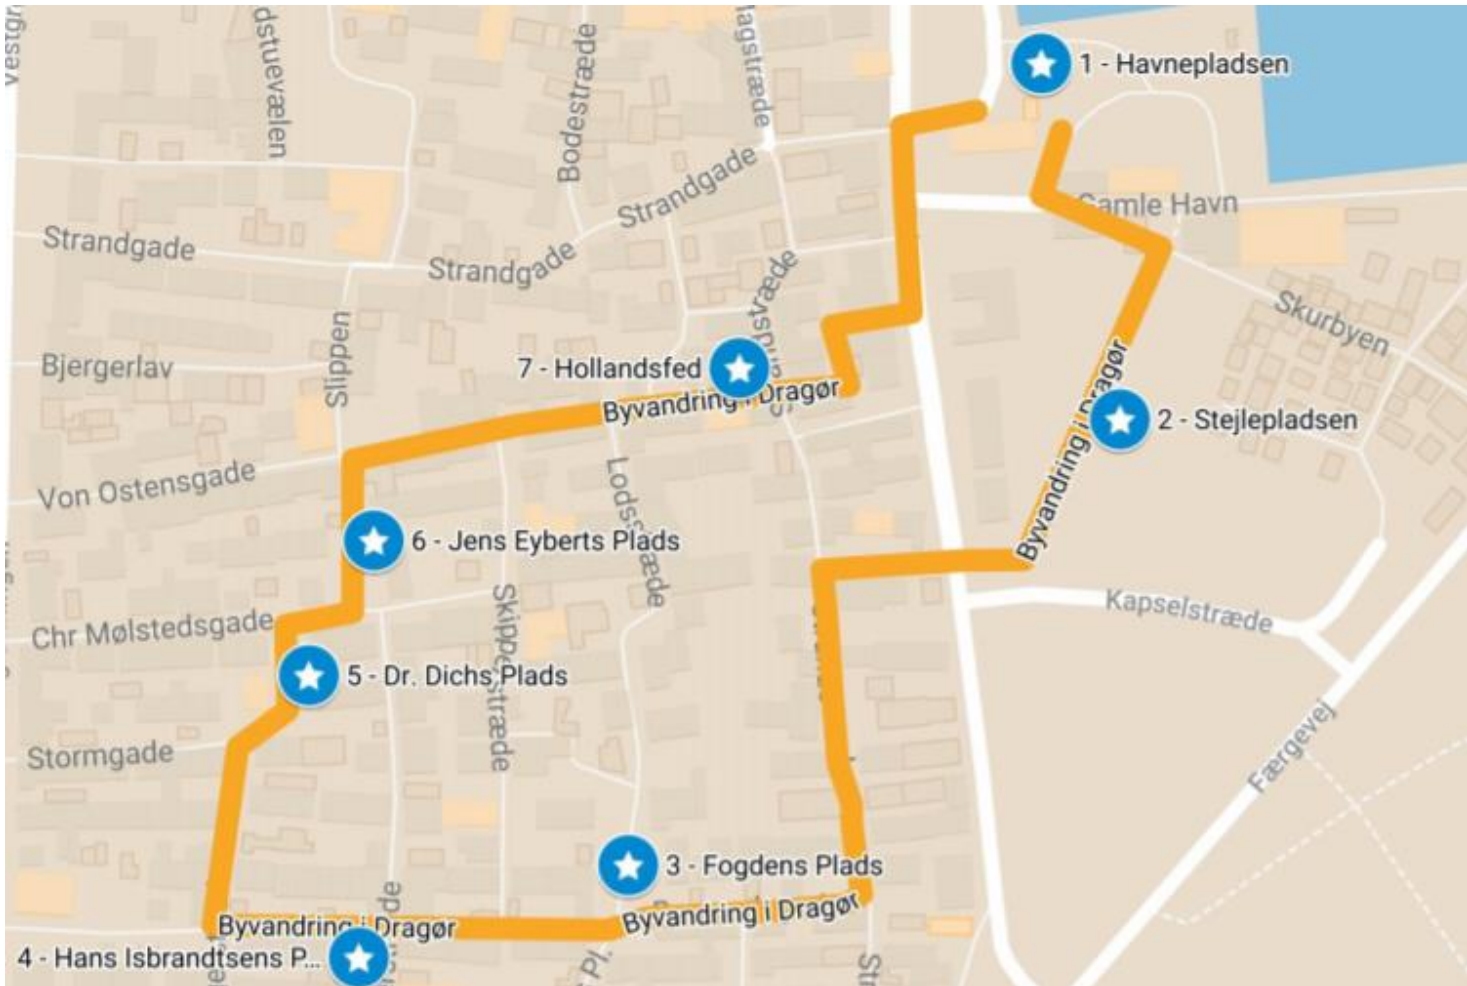 dstuevælen
Bodestræde
1 - Havnepladsen
Strandgade
Gamle Havn
Strandgade
Strandgade
Skurbyen
Slippen
Bjergerlav
7 - Hollandsfed
Byvandring i Dragør
Byvandring i Dragør
2 - Stejlepladsen
Von Ostensgade
6 - Jens Eyberts Plads
Kapselstræde
Chr Mølstedsgade
5 - Dr. Dichs Plads
Stormgade
Færgevej
3 - Fogdens Plads
Byvandring i Dragør
Byvandring i Dragør
4 - Hans Isbrandtsens P...
Pl.